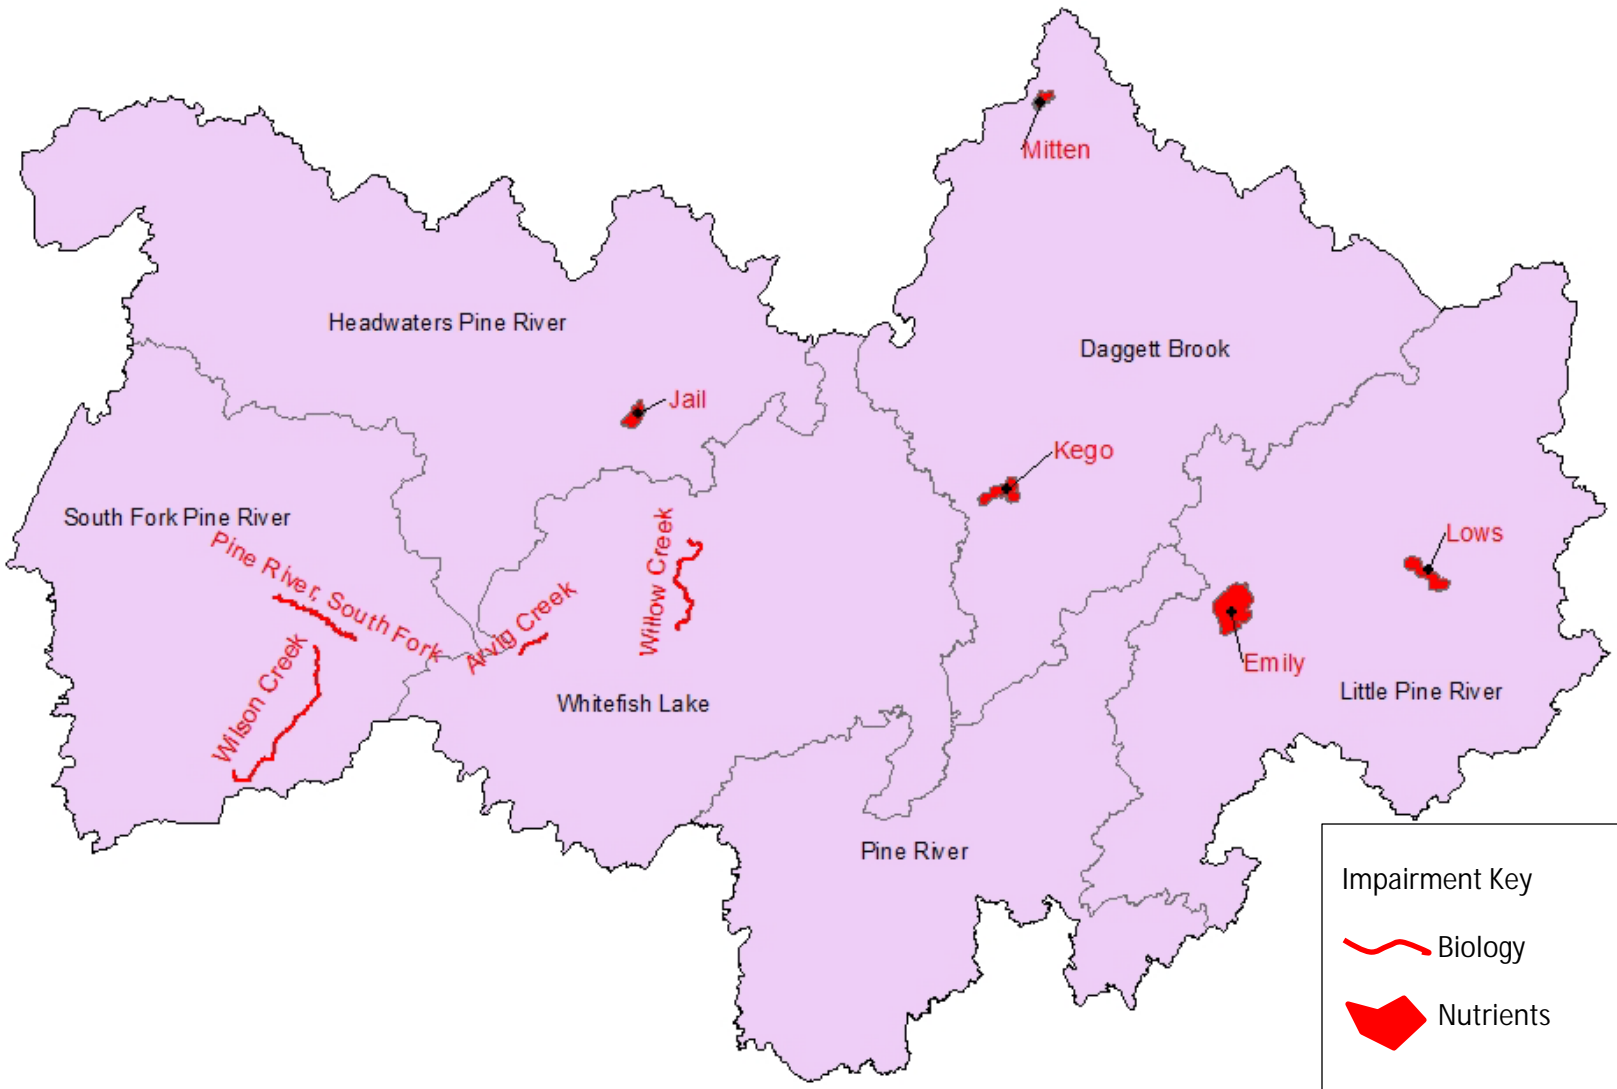 Mitten
Headwaters Pine River
Daggett Brook
Jail
Kego
South Fork Pine River
Pine River, South Fork
Willow Creek
Lows
Arvig Creek
Wilson Creek
Emily
Whitefish Lake
Little Pine River
Pine River
Impairment Key
Biology
Nutrients